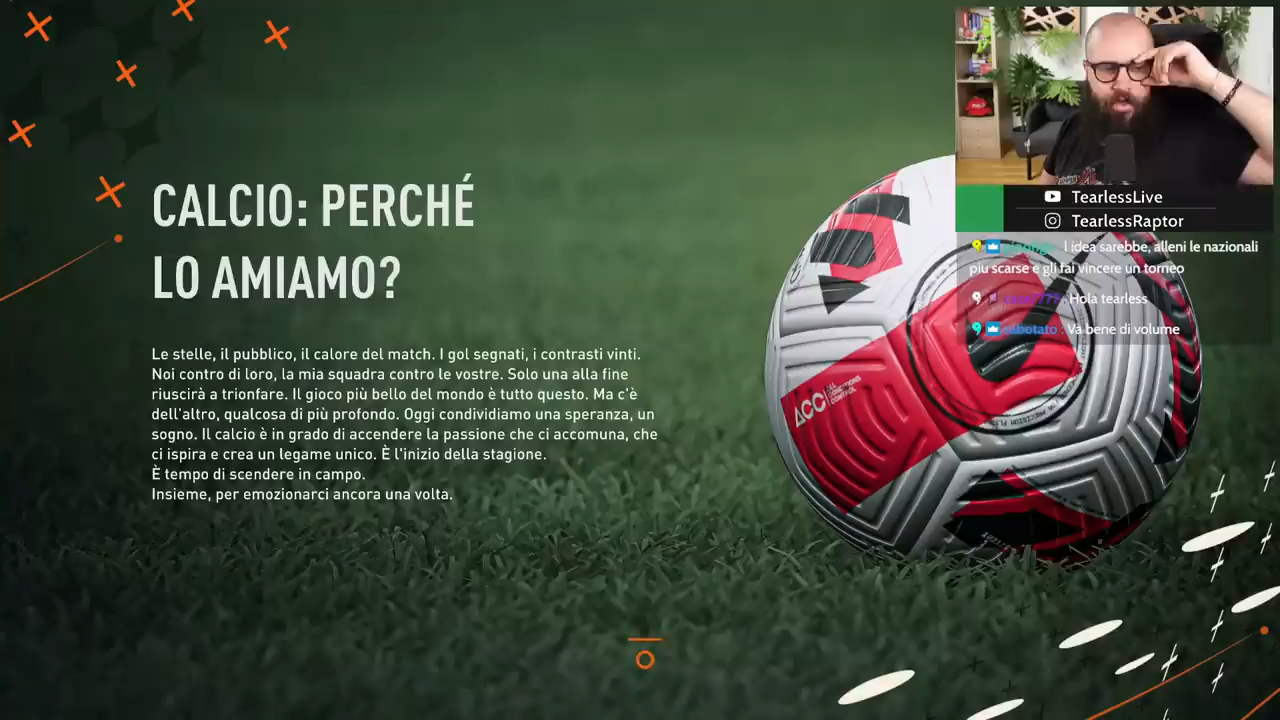 CALCIO: PERCHÉ
LO AMIAMO?
Le stelle, il pubblico, il calore del match. I gol segnati, i contrasti vinti.
Noi contro di loro, la mia squadra contro le vostre. Solo una alla fine
riuscirà a trionfare. Il gioco più bello del mondo è tutto questo. Ma c'è
dell'altro, qualcosa di più profondo. Oggi condividiamo una speranza, un
sogno. Il calcio è in grado di accendere la passione che ci accomuna, che
ci ispira e crea un legame unico. È l'inizio della stagione.
È tempo di scendere in campo.
Insieme, per emozionarci ancora una volta.
TearlessLive
TearlessRaptor
l idea sarebbe, alleni le nazionali
piu scarse e gli fai vincere un torneo
Hola tearless
Va bene di volume
ACC ALL
CONDITIONS
CONTROL